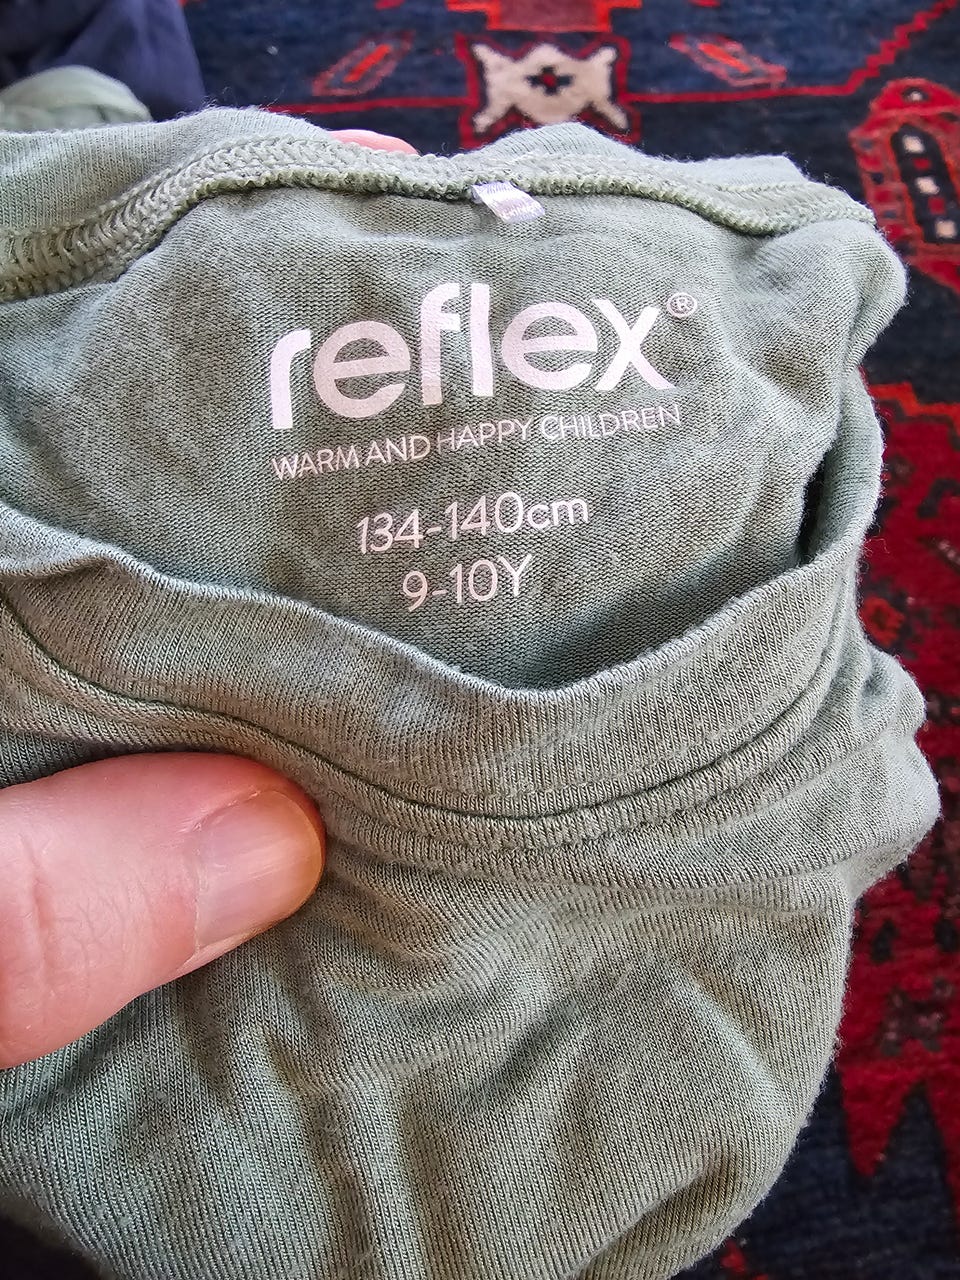 reflex®
WARM AND HAPPY CHILDREN
134-140cm
9-10Y